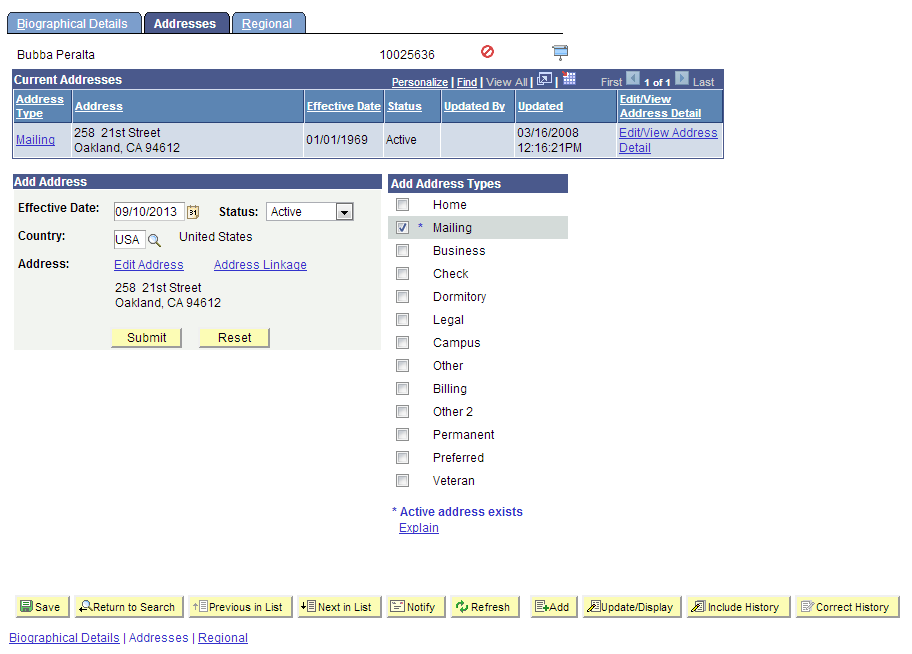 Biographical Details Addresses Regional
Bubba Peralta 10025636
Current Addresses Personalize | Find | View All | | First 1 of 1 Last
Address Type Address Effective Date Status Updated By Updated Edit/View Address Detail
Mailing 258 21st Street 01/01/1969 Active 03/16/2008 Edit/View Address
Oakland, CA 94612 12:16:21PM Detail
Add Address
Effective Date: 09/10/2013 31 Status: Active
Country: USA United States
Address: Edit Address Address Linkage
258 21st Street
Oakland, CA 94612
Submit Reset
Add Address Types
Home
* Mailing
Business
Check
Dormitory
Legal
Campus
Other
Billing
Other 2
Permanent
Preferred
Veteran
* Active address exists
Explain
Save Return to Search Previous in List Next in List Notify Refresh Add Update/Display Include History Correct History
Biographical Details | Addresses | Regional